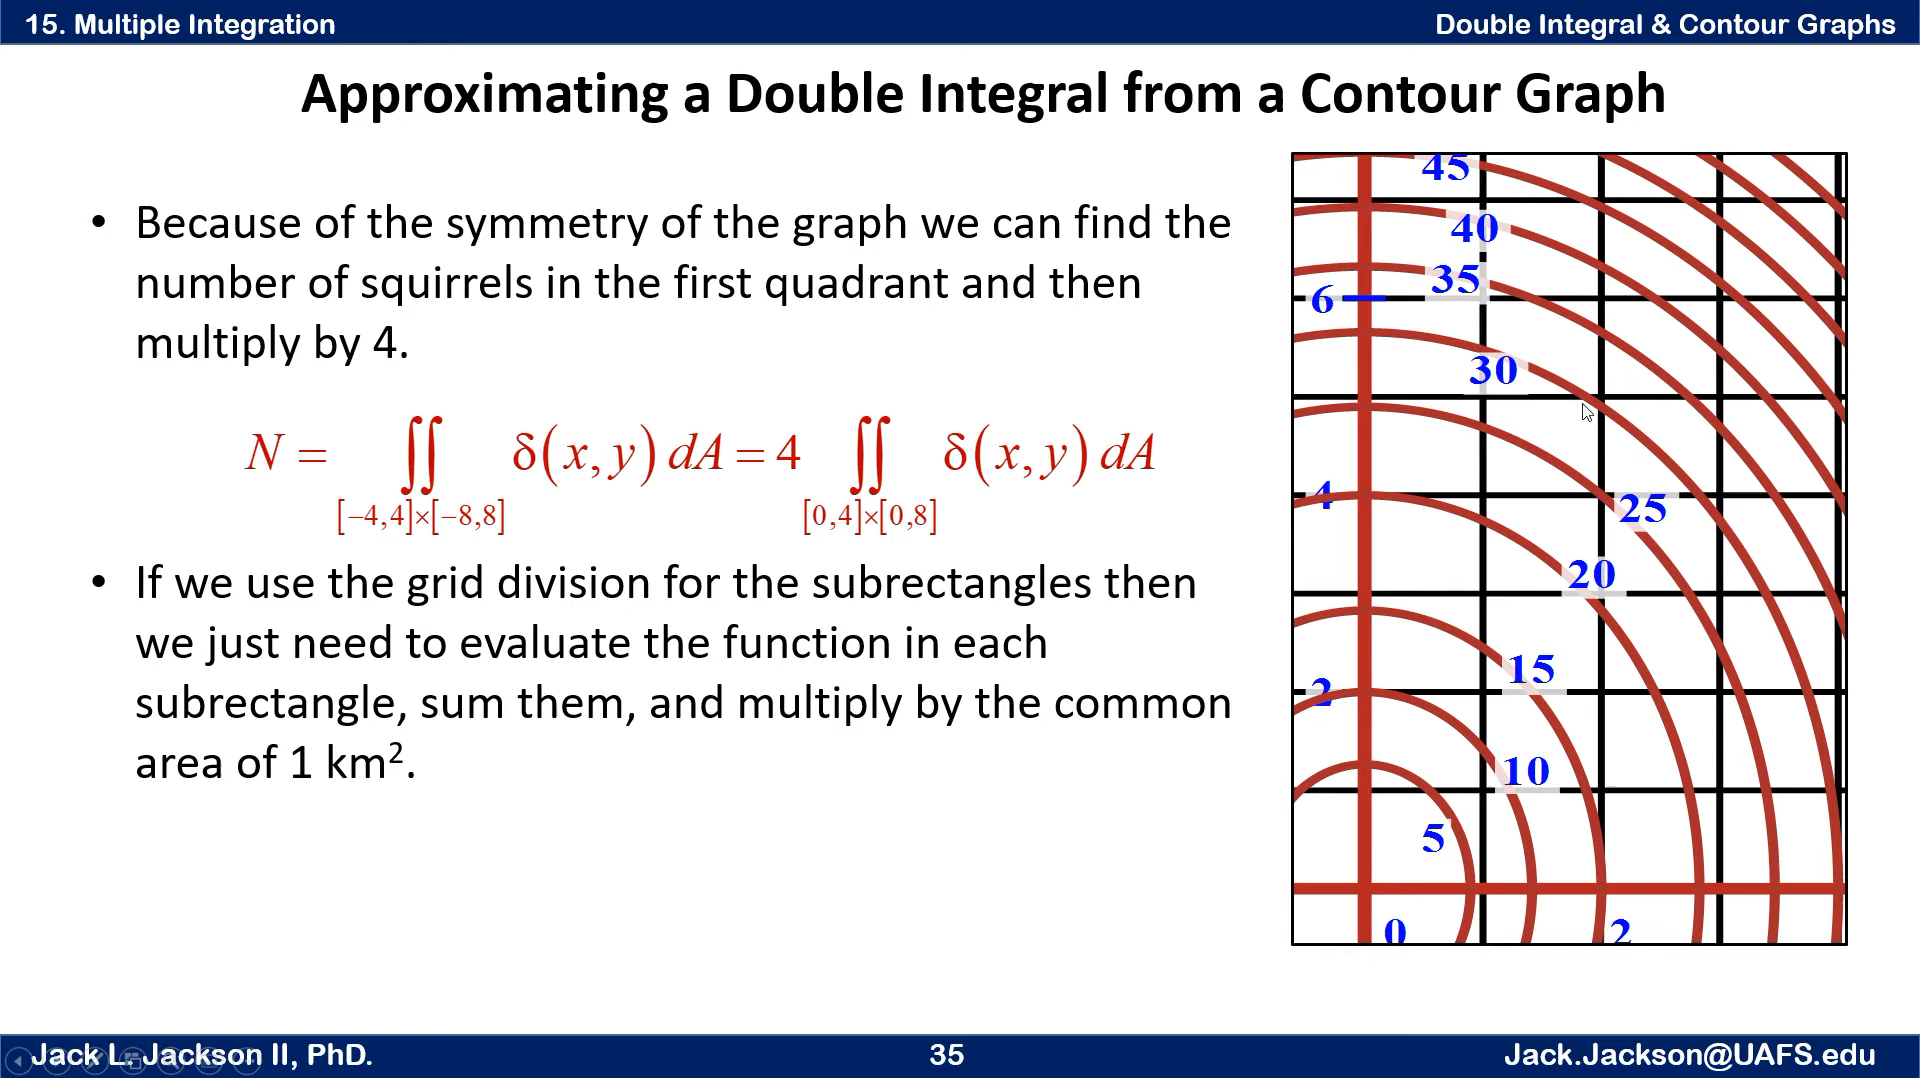 15. Multiple Integration
Double Integral & Contour Graphs
Approximating a Double Integral from a Contour Graph
• Because of the symmetry of the graph we can find the
number of squirrels in the first quadrant and then
multiply by 4.
N = ∬ δ(x, y) dA = 4 ∬ δ(x, y) dA
[−4,4]×[−8,8] [0,4]×[0,8]
• If we use the grid division for the subrectangles then
we just need to evaluate the function in each
subrectangle, sum them, and multiply by the common
area of 1 km².
45
40
35
6
30
4
25
20
15
2
10
5
0 2
Jack L. Jackson II, PhD.
35
Jack.Jackson@UAFS.edu